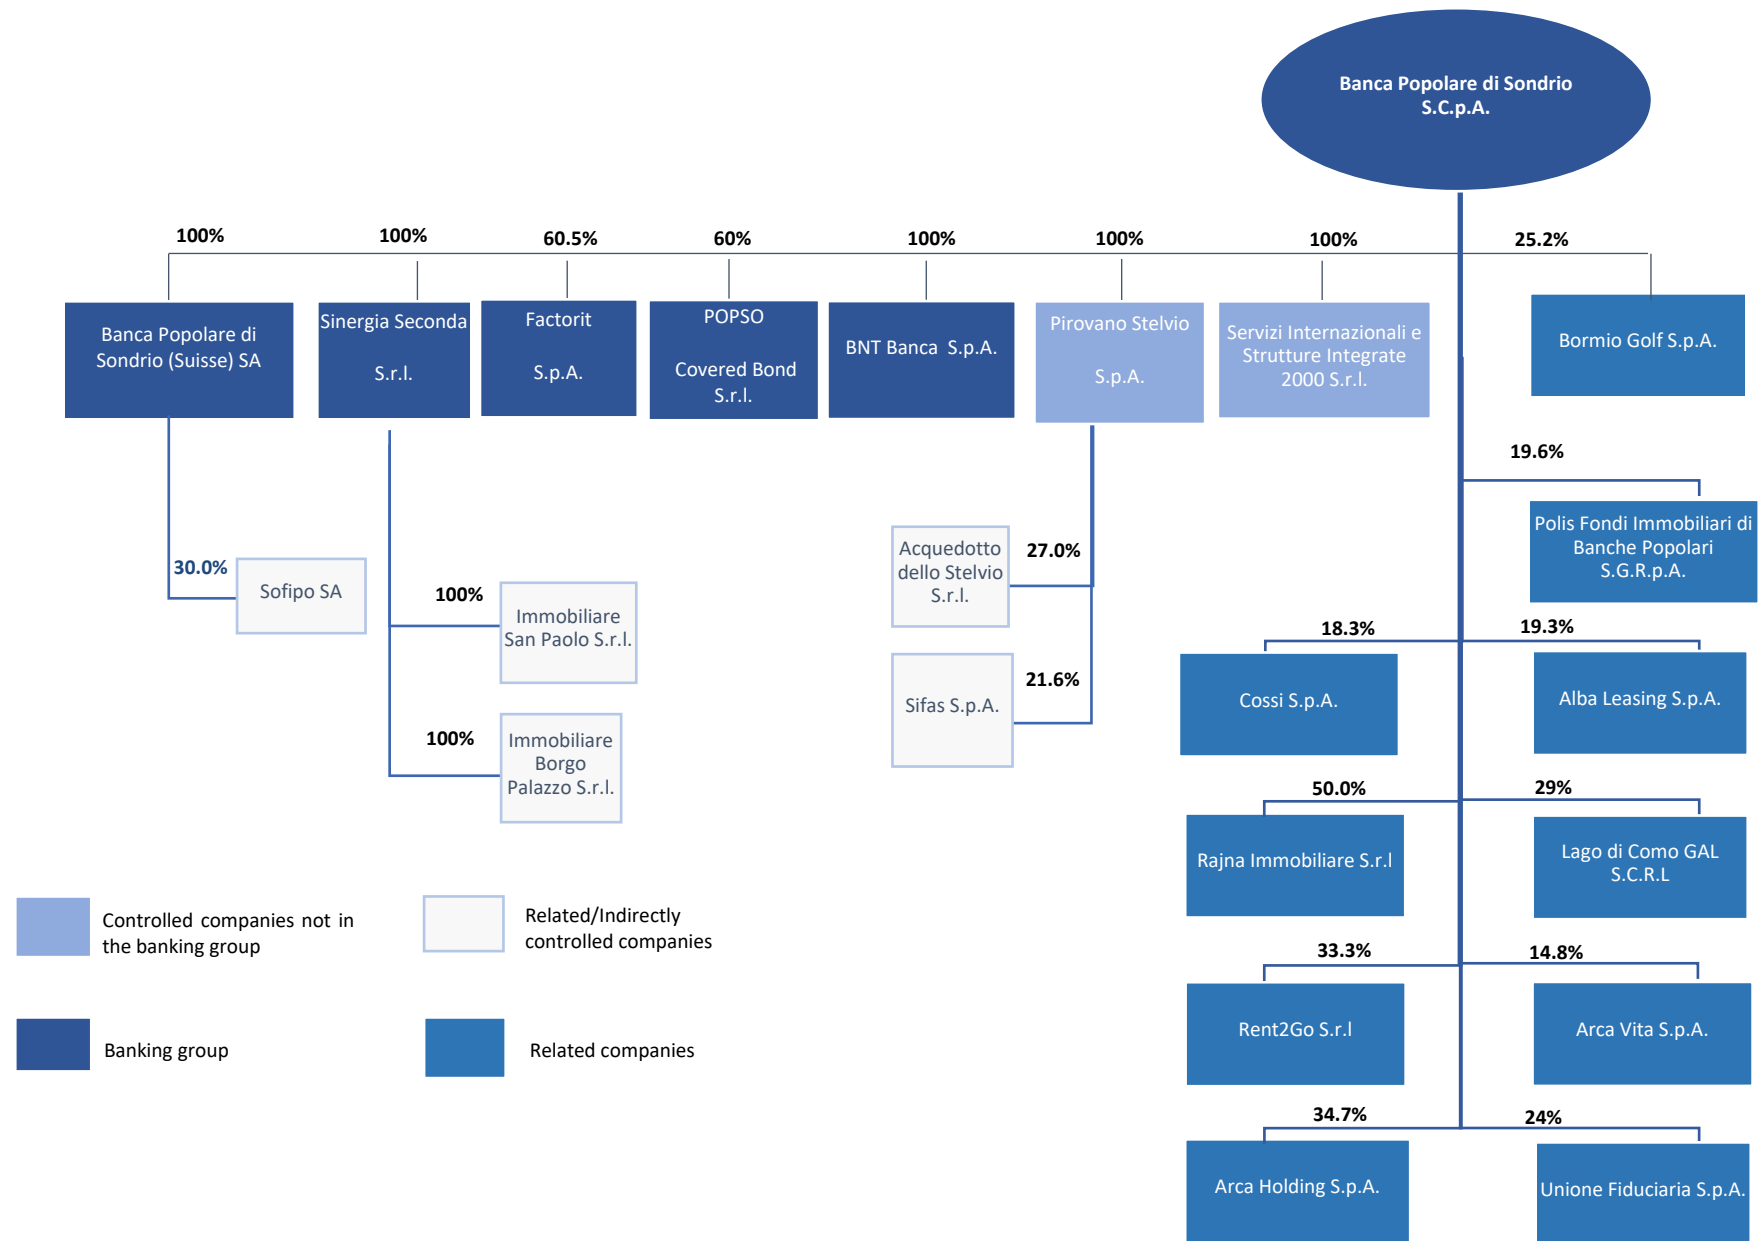 Banca Popolare di Sondrio
S.C.p.A.
100%
100%
60.5%
60%
100%
100%
100%
25.2%
Banca Popolare di
Sondrio (Suisse) SA
Sinergia Seconda
S.r.l.
Factorit
S.p.A.
POPSO
Covered Bond
S.r.l.
BNT Banca S.p.A.
Pirovano Stelvio
S.p.A.
Servizi Internazionali e
Strutture Integrate
2000 S.r.l.
Bormio Golf S.p.A.
19.6%
Polis Fondi Immobiliari di
Banche Popolari
S.G.R.p.A.
30.0%
Sofipo SA
100%
Immobiliare
San Paolo S.r.l.
100%
Immobiliare
Borgo
Palazzo S.r.l.
Acquedotto
dello Stelvio
S.r.l.
27.0%
Sifas S.p.A.
21.6%
18.3%
19.3%
Cossi S.p.A.
Alba Leasing S.p.A.
50.0%
29%
Rajna Immobiliare S.r.l
Lago di Como GAL
S.C.R.L
33.3%
14.8%
Rent2Go S.r.l
Arca Vita S.p.A.
34.7%
24%
Arca Holding S.p.A.
Unione Fiduciaria S.p.A.
Controlled companies not in
the banking group
Related/Indirectly
controlled companies
Banking group
Related companies